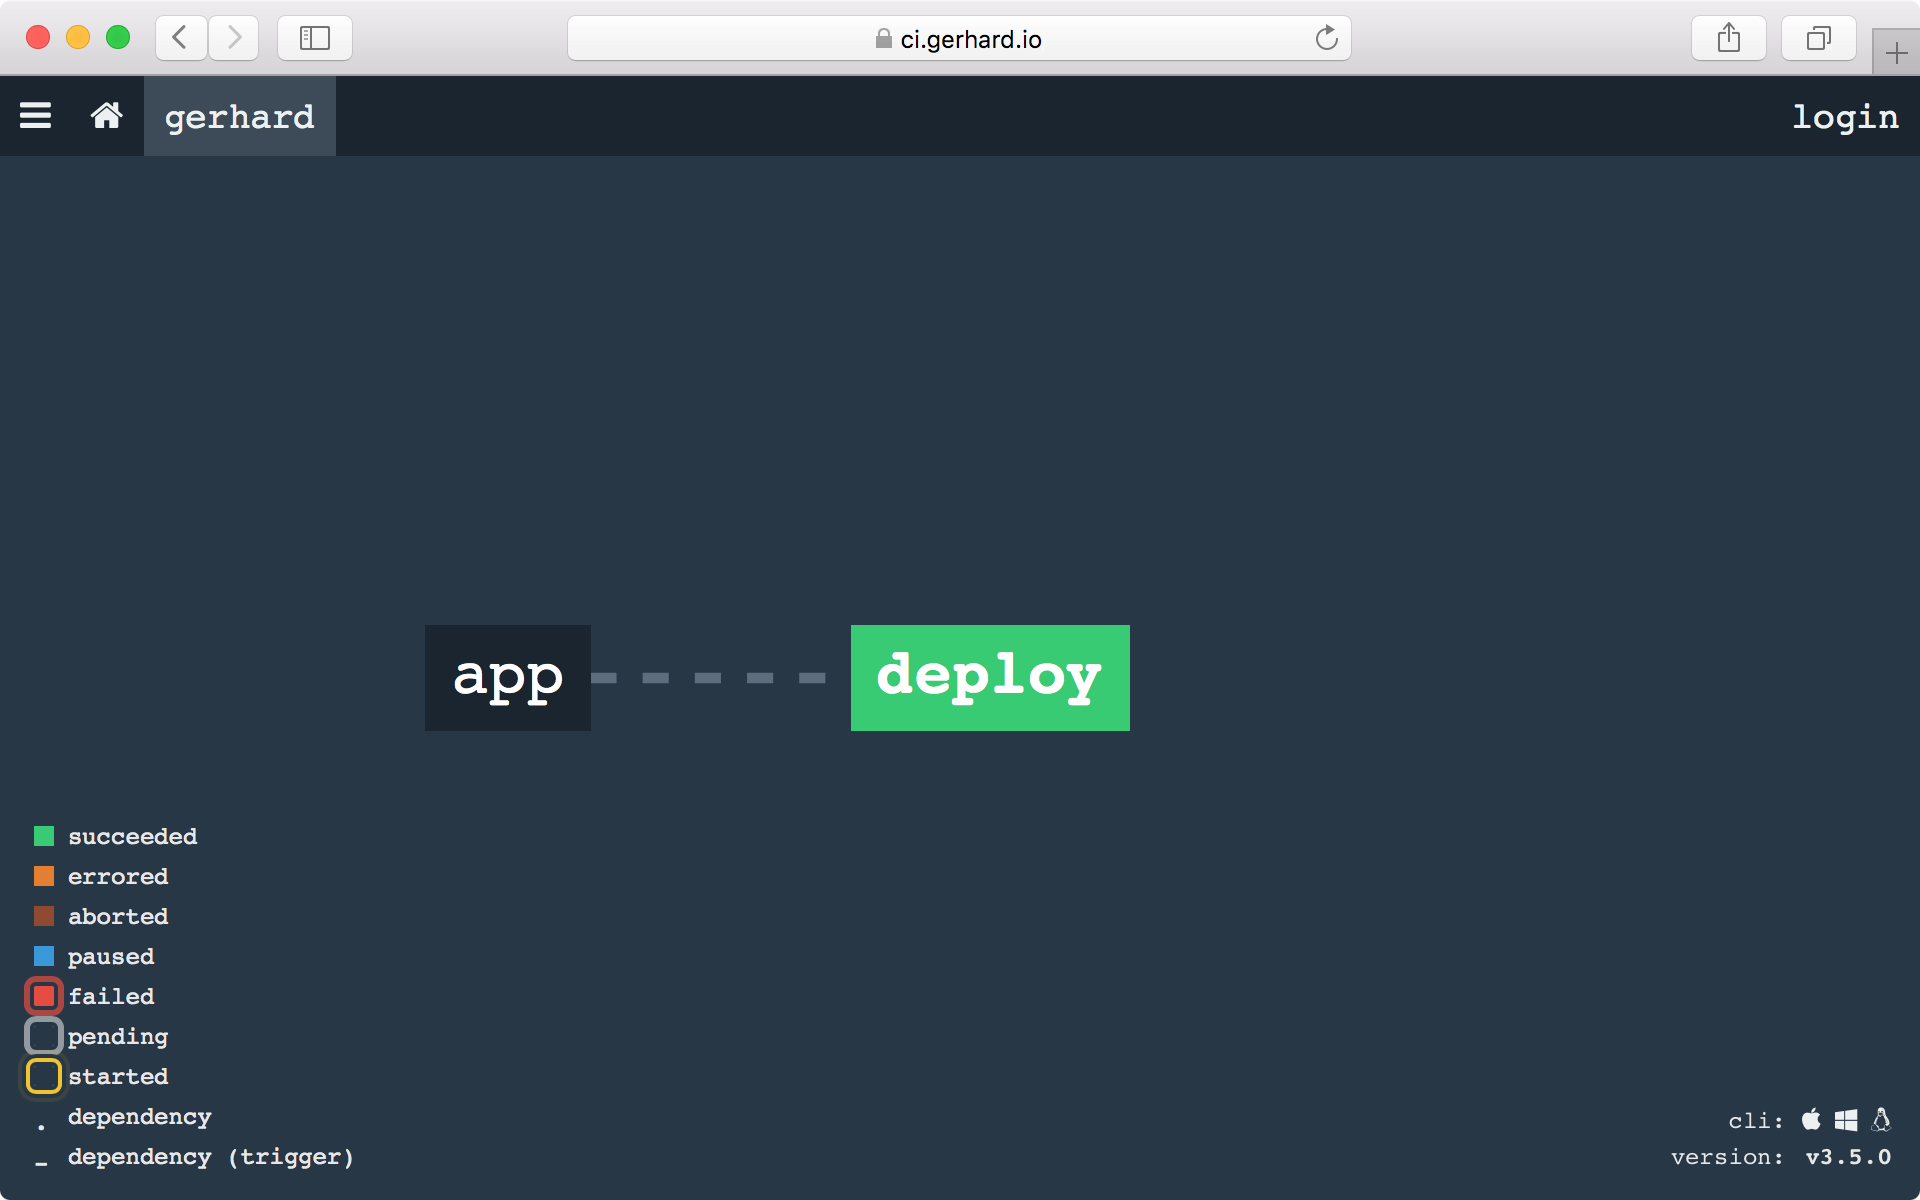 ci.gerhard.io
gerhard
login
app
deploy
succeeded
errored
aborted
paused
failed
pending
started
. dependency
– dependency (trigger)
cli:
version: v3.5.0